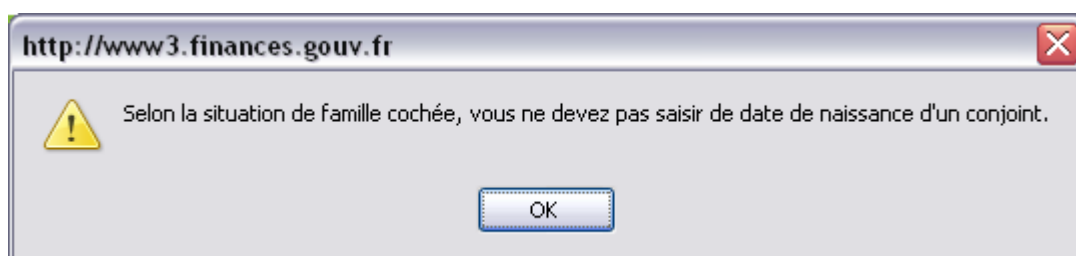 http://www3.finances.gouv.fr
Selon la situation de famille cochée, vous ne devez pas saisir de date de naissance d'un conjoint.
OK